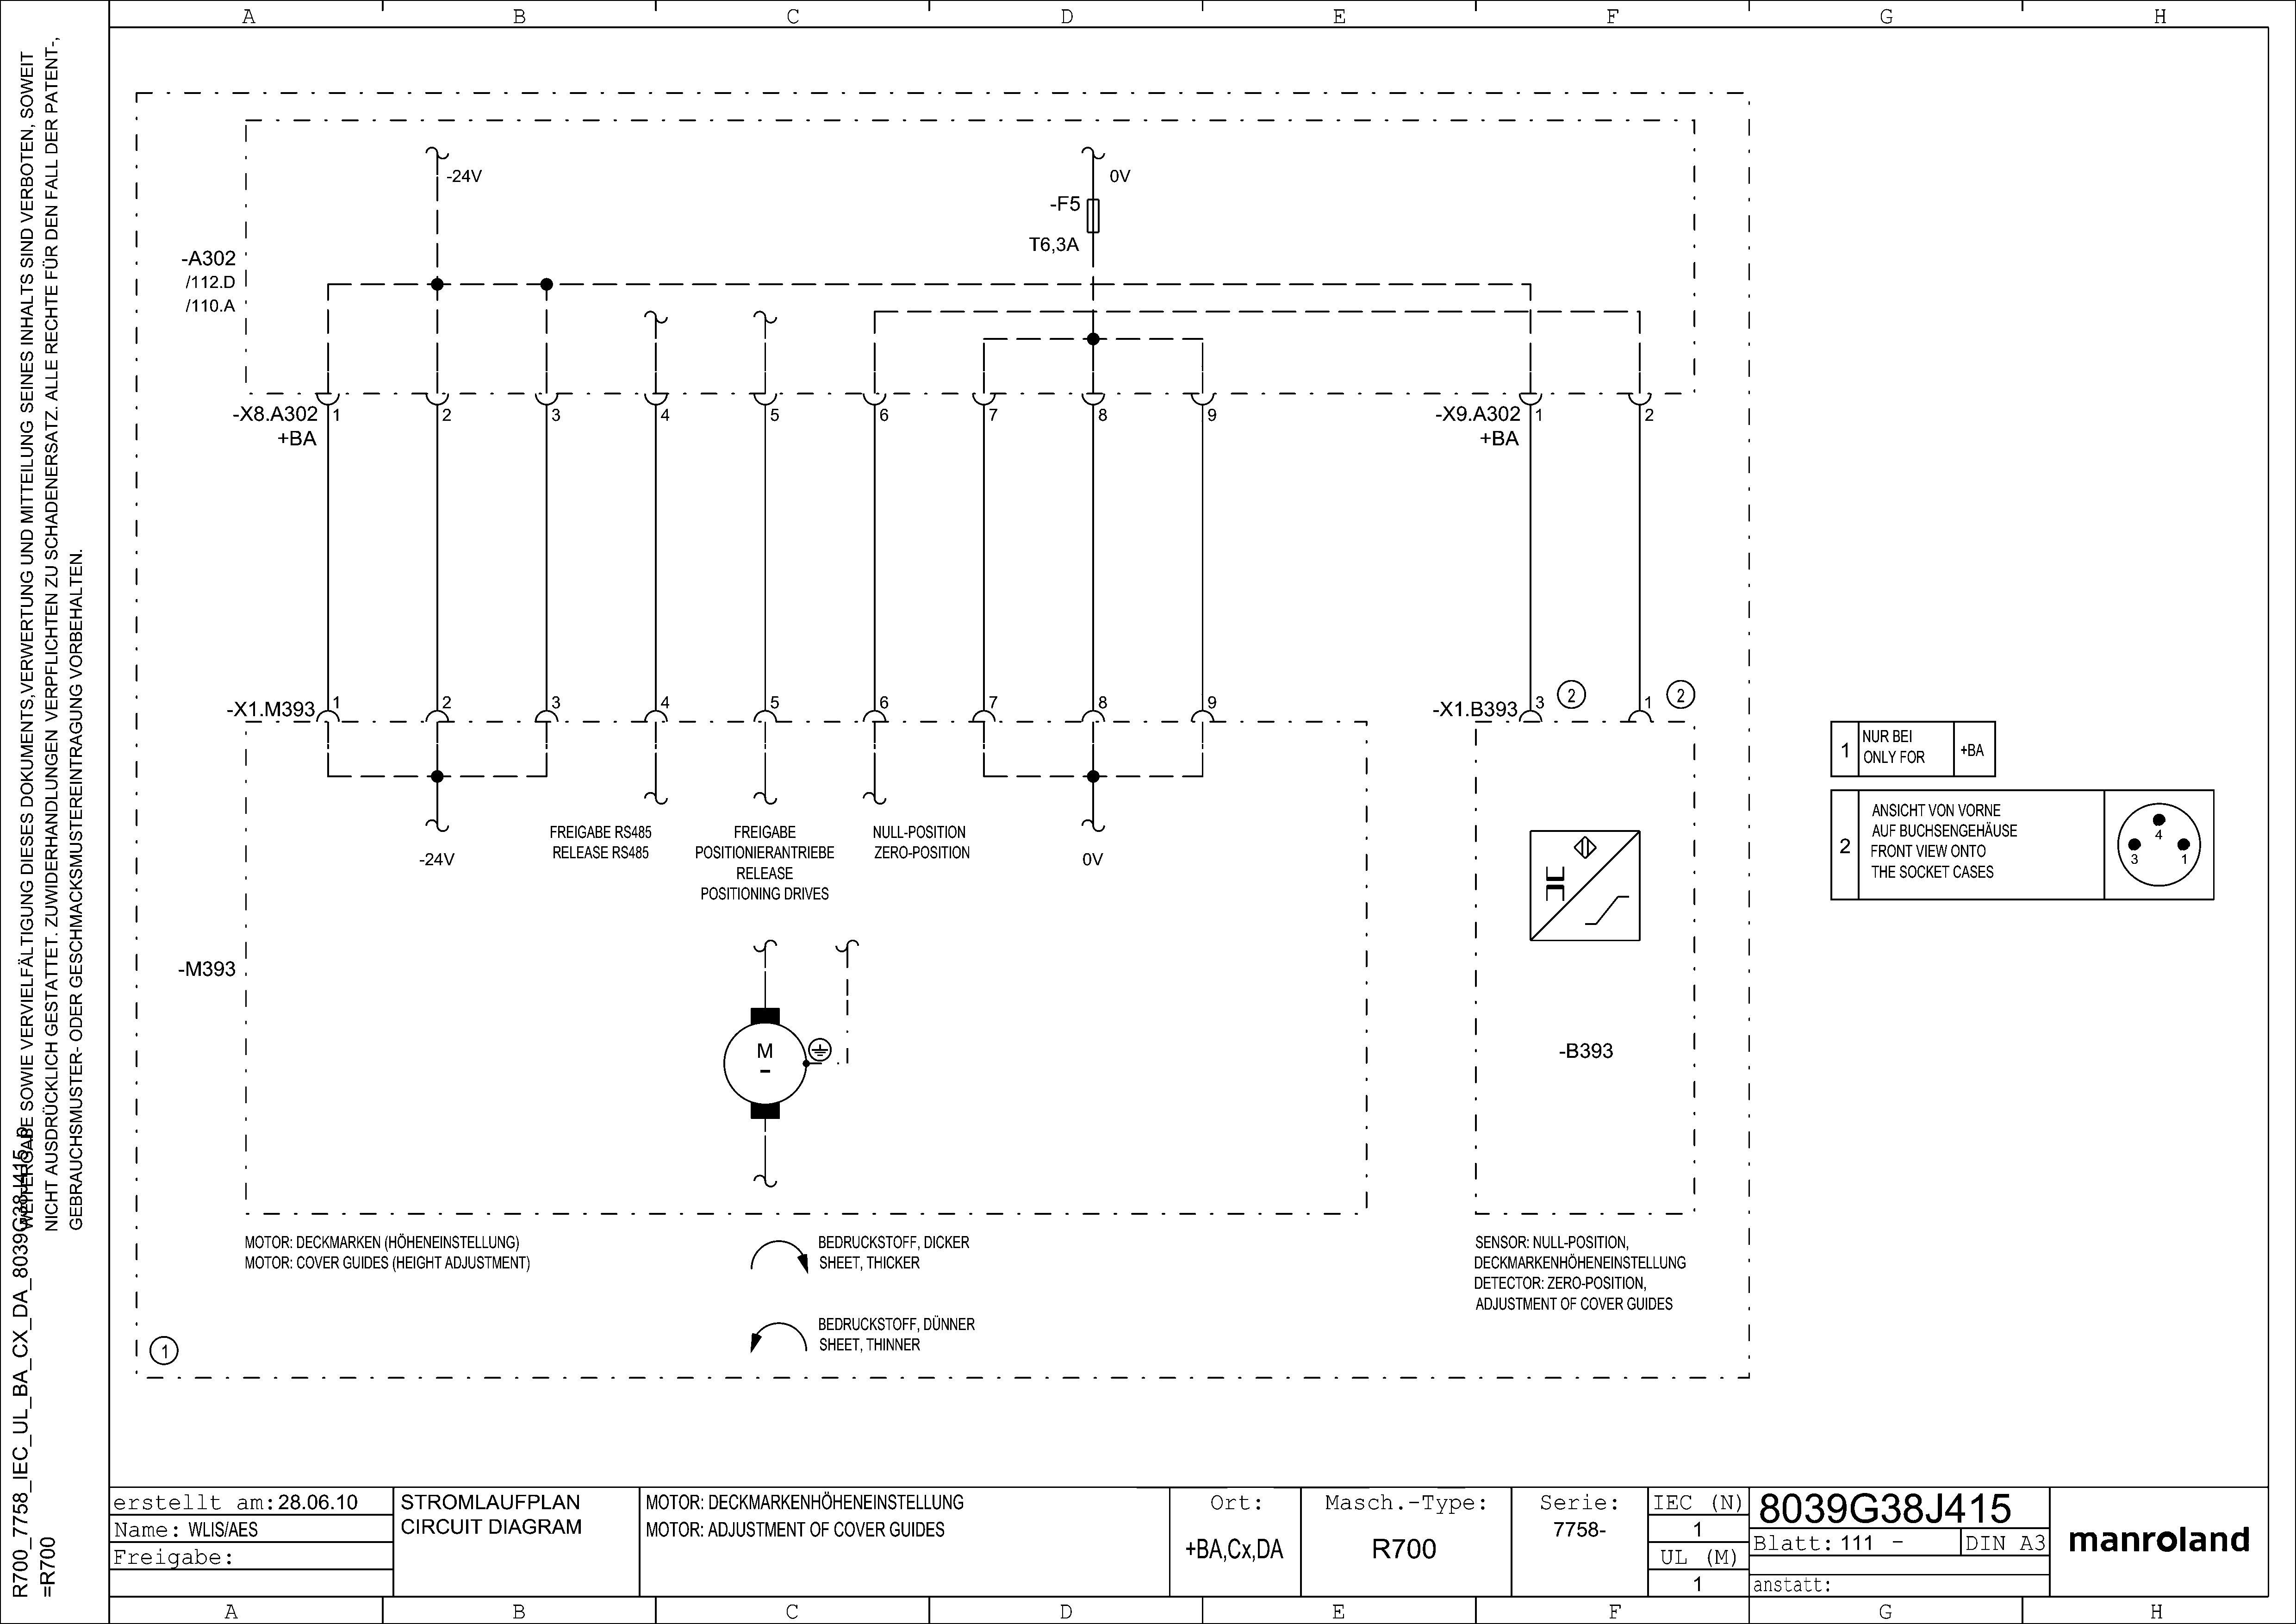 A B C D E F G H
WEITERGABE SOWIE VERVIELFÄLTIGUNG DIESES DOKUMENTS,VERWERTUNG UND MITTEILUNG SEINES INHALTS SIND VERBOTEN, SOWEIT
NICHT AUSDRÜCKLICH GESTATTET. ZUWIDERHANDLUNGEN VERPFLICHTEN ZU SCHADENERSATZ. ALLE RECHTE FÜR DEN FALL DER PATENT-,
GEBRAUCHSMUSTER- ODER GESCHMACKSMUSTEREINTRAGUNG VORBEHALTEN.
R700_7758_IEC_UL_BA_CX_DA_8039G38J415_p
=R700
-24V
0V
-F5
T6,3A
-A302
/112.D
/110.A
-X8.A302 1 2 3 4 5 6 7 8 9
+BA
-X9.A302 1 2
+BA
-X1.M393 1 2 3 4 5 6 7 8 9
-X1.B393 3 2 1 2
-24V
FREIGABE RS485
RELEASE RS485
FREIGABE
POSITIONIERANTRIEBE
RELEASE
POSITIONING DRIVES
NULL-POSITION
ZERO-POSITION
0V
1
NUR BEI
ONLY FOR
+BA
2
ANSICHT VON VORNE
AUF BUCHSENGEHÄUSE
FRONT VIEW ONTO
THE SOCKET CASES
4
3 1
-M393
M
-B393
MOTOR: DECKMARKEN (HÖHENEINSTELLUNG)
MOTOR: COVER GUIDES (HEIGHT ADJUSTMENT)
BEDRUCKSTOFF, DICKER
SHEET, THICKER
BEDRUCKSTOFF, DÜNNER
SHEET, THINNER
SENSOR: NULL-POSITION,
DECKMARKENHÖHENEINSTELLUNG
DETECTOR: ZERO-POSITION,
ADJUSTMENT OF COVER GUIDES
1
erstellt am: 28.06.10
Name: WLIS/AES
Freigabe:
STROMLAUFPLAN
CIRCUIT DIAGRAM
MOTOR: DECKMARKENHÖHENEINSTELLUNG
MOTOR: ADJUSTMENT OF COVER GUIDES
Ort:
+BA,Cx,DA
Masch.-Type:
R700
Serie:
7758-
IEC (N)
1
UL (M)
1
8039G38J415
Blatt: 111 -
DIN A3
anstatt:
manroland
A B C D E F G H